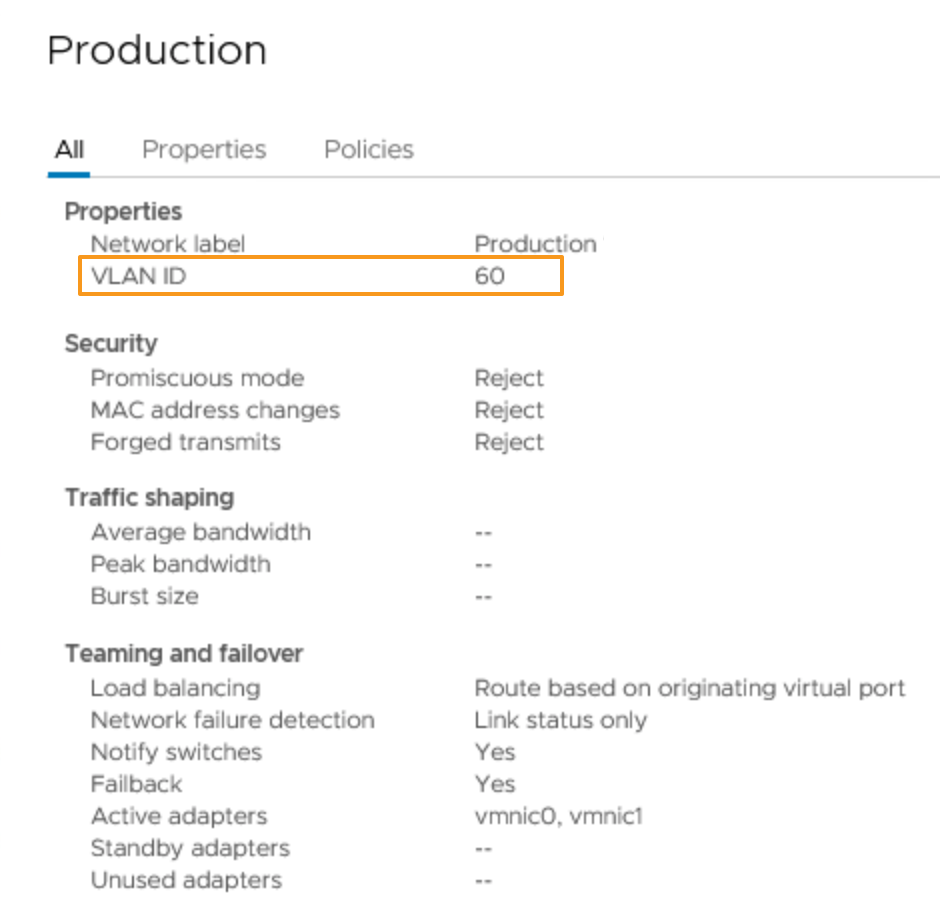 Production
All Properties Policies
Properties
Network label Production
VLAN ID 60
Security
Promiscuous mode Reject
MAC address changes Reject
Forged transmits Reject
Traffic shaping
Average bandwidth --
Peak bandwidth --
Burst size --
Teaming and failover
Load balancing Route based on originating virtual port
Network failure detection Link status only
Notify switches Yes
Failback Yes
Active adapters vmnic0, vmnic1
Standby adapters --
Unused adapters --